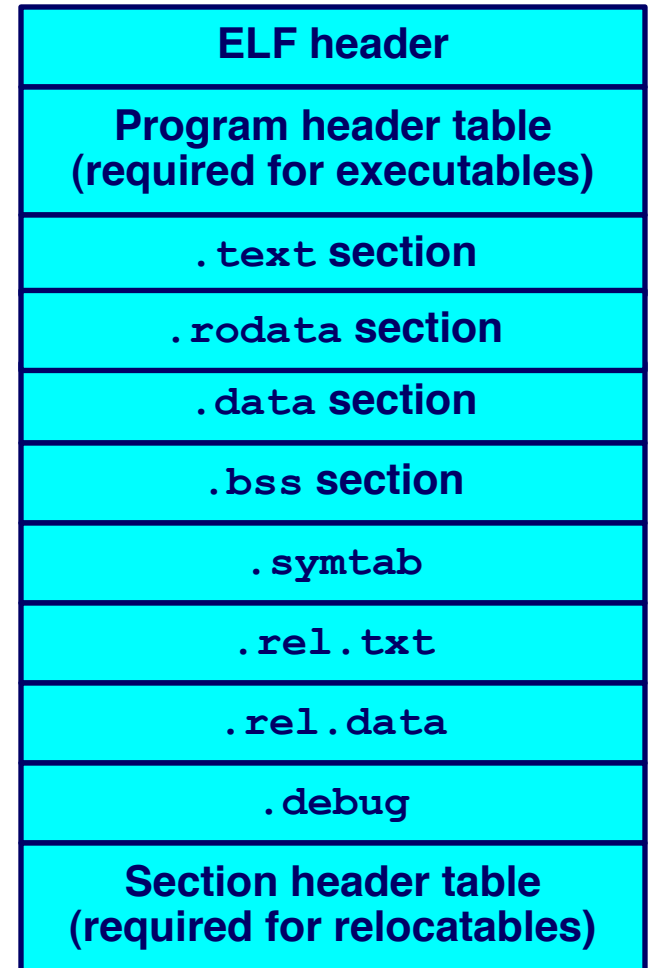 ELF header
Program header table
(required for executables)
.text section
.rodata section
.data section
.bss section
.symtab
.rel.txt
.rel.data
.debug
Section header table
(required for relocatables)